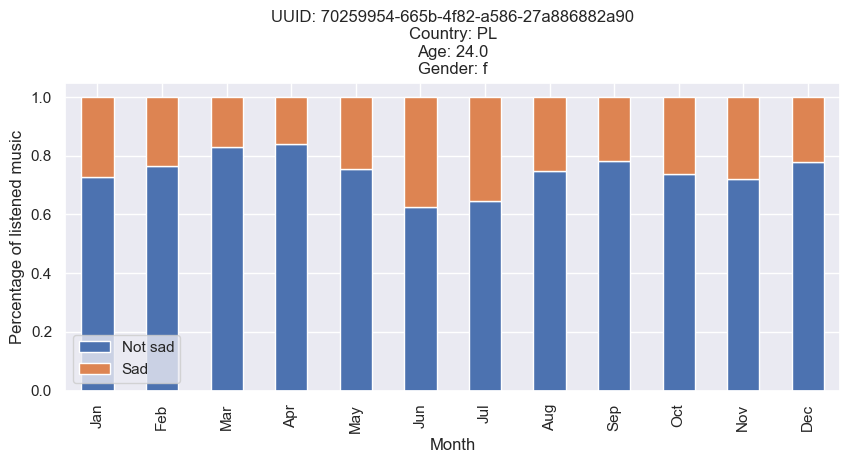 UUID: 70259954-665b-4f82-a586-27a886882a90
Country: PL
Age: 24.0
Gender: f
Percentage of listened music
1.0
0.8
0.6
0.4
0.2
0.0
Not sad
Sad
Jan
Feb
Mar
Apr
May
Jun
Jul
Aug
Sep
Oct
Nov
Dec
Month